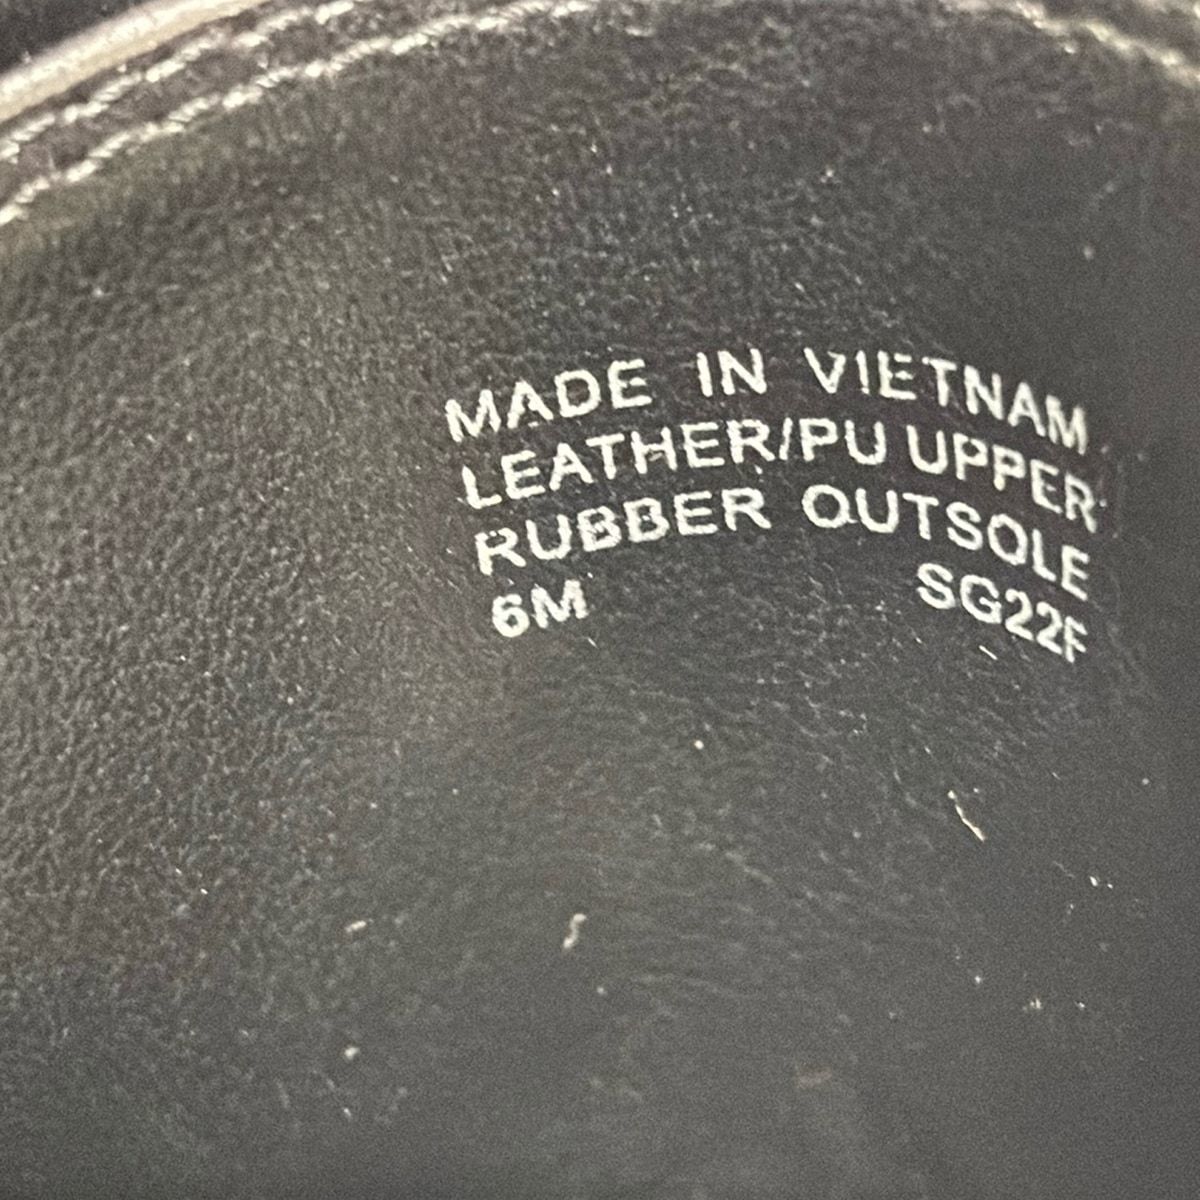 MADE IN VIETNAM
LEATHER/PU UPPER
RUBBER OUTSOLE
6M SG22F